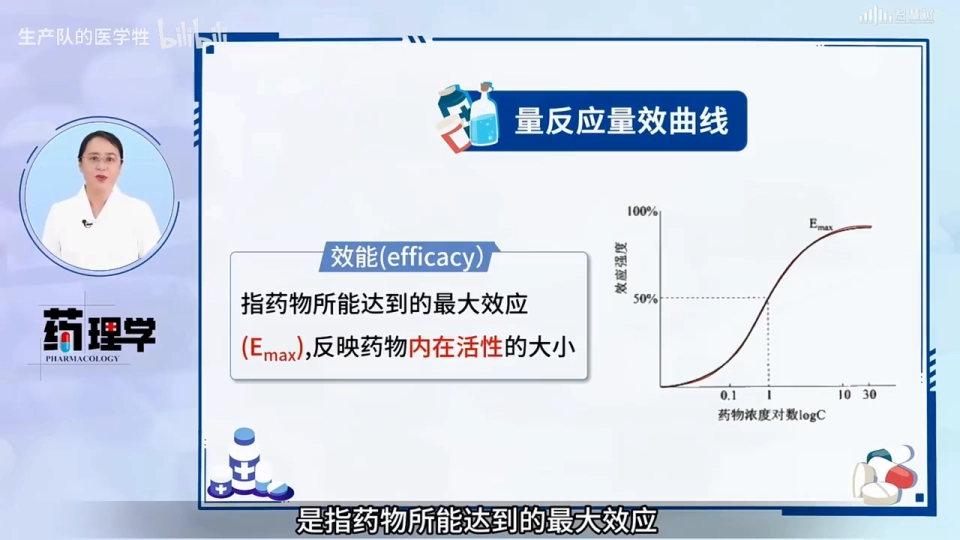 生产队的医学牲 bilibili
量反应量效曲线
效能(efficacy)
指药物所能达到的最大效应
(Emax),反映药物内在活性的大小
药理学
PHARMACOLOGY
100%
Emax
效应强度
50%
0.1 1 10 30
药物浓度对数logC
是指药物所能达到的最大效应